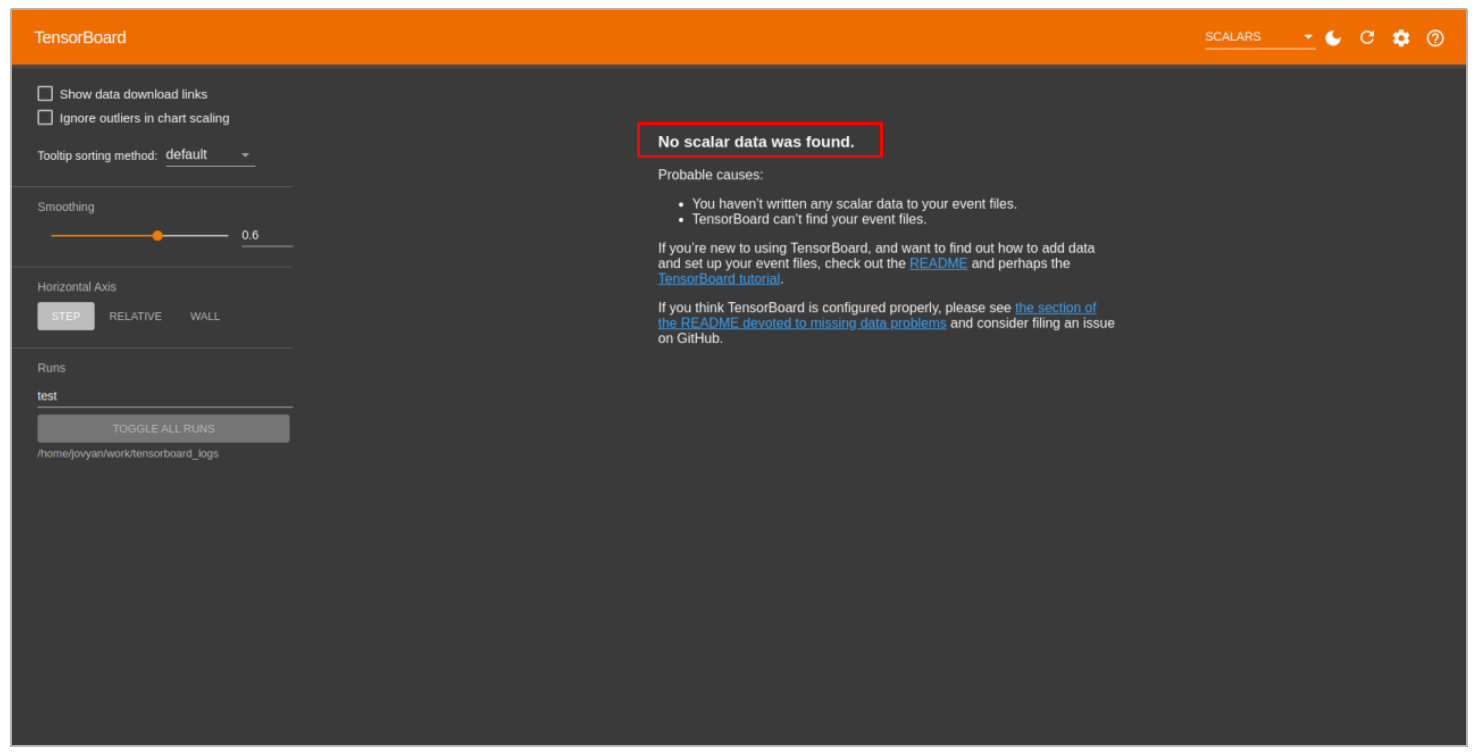 TensorBoard
SCALARS
Show data download links
Ignore outliers in chart scaling
Tooltip sorting method: default
Smoothing
0.6
Horizontal Axis
STEP RELATIVE WALL
Runs
test
TOGGLE ALL RUNS
/home/jovyan/work/tensorboard_logs
No scalar data was found.
Probable causes:
• You haven't written any scalar data to your event files.
• TensorBoard can't find your event files.
If you're new to using TensorBoard, and want to find out how to add data
and set up your event files, check out the README and perhaps the
TensorBoard tutorial.
If you think TensorBoard is configured properly, please see the section of
the README devoted to missing data problems and consider filing an issue
on GitHub.